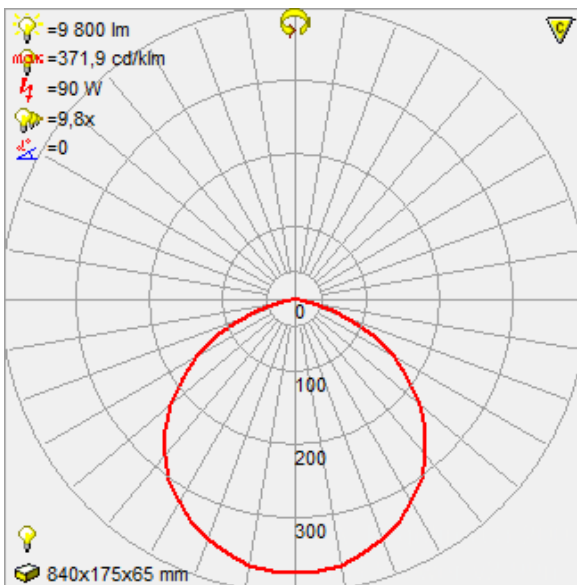 =9 800 lm
max =371,9 cd/klm
=90 W
=9,8x
=0
C
0
100
200
300
840x175x65 mm